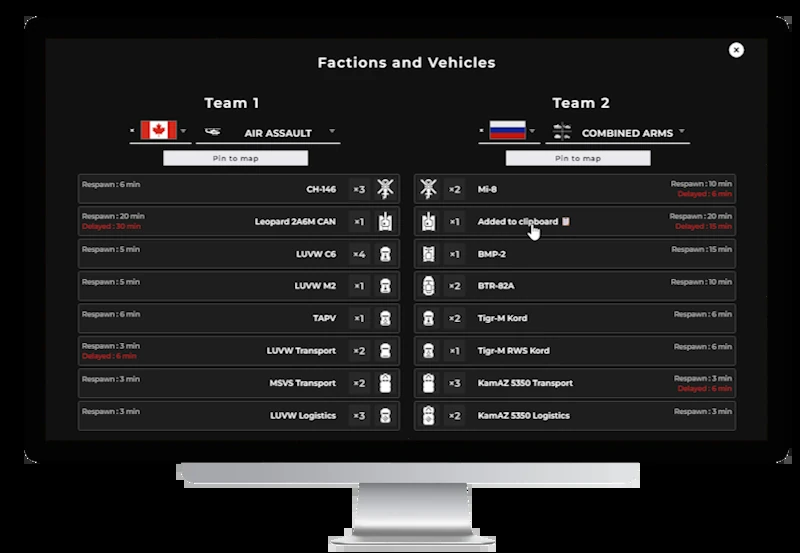 Factions and Vehicles
Team 1
AIR ASSAULT
Pin to map
Respawn : 6 min CH-146 ×3
Respawn : 20 min
Delayed : 30 min
Leopard 2A6M CAN ×1
Respawn : 5 min LUVW C6 ×4
Respawn : 5 min LUVW M2 ×1
Respawn : 6 min TAPV ×1
Respawn : 3 min
Delayed : 6 min
LUVW Transport ×2
Respawn : 3 min MSVS Transport ×2
Respawn : 3 min LUVW Logistics ×3
Team 2
COMBINED ARMS
Pin to map
×2 Mi-8 Respawn : 10 min
Delayed : 6 min
×1 Added to clipboard Respawn : 20 min
Delayed : 15 min
×1 BMP-2 Respawn : 15 min
×2 BTR-82A Respawn : 10 min
×2 Tigr-M Kord Respawn : 6 min
×1 Tigr-M RWS Kord Respawn : 6 min
×3 KamAZ 5350 Transport Respawn : 3 min
Delayed : 6 min
×2 KamAZ 5350 Logistics Respawn : 3 min